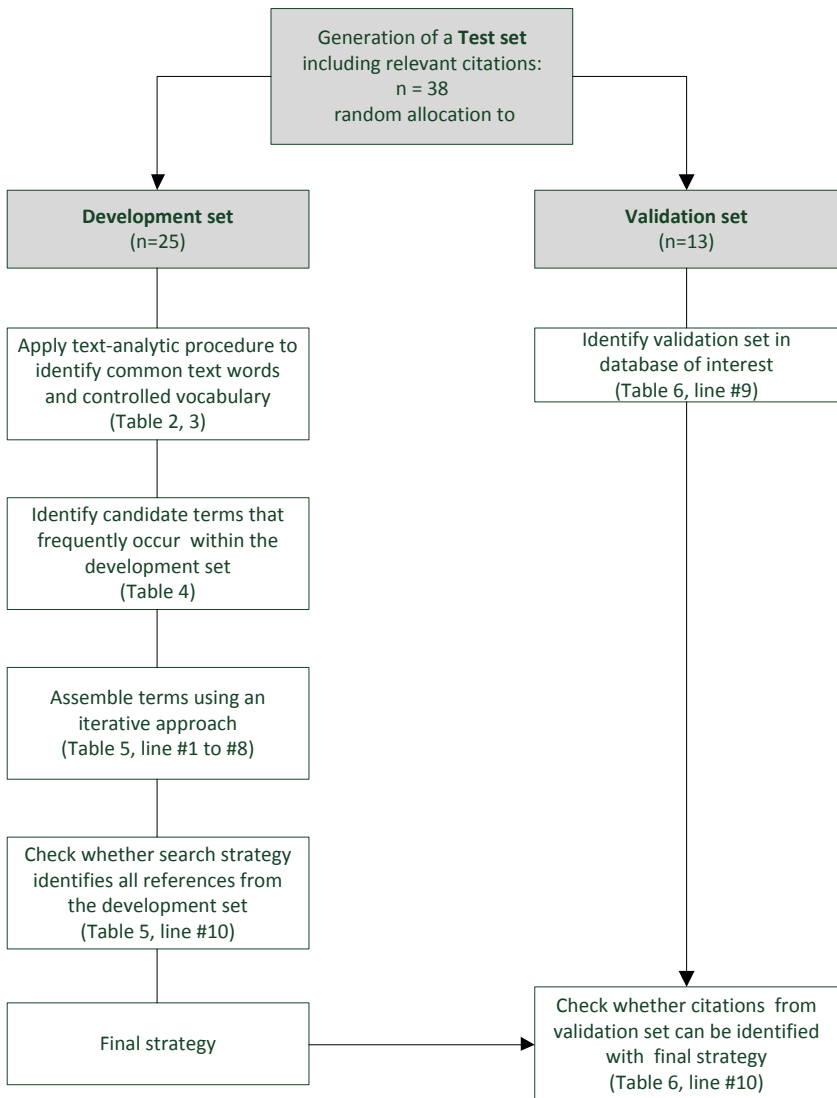 Generation of a Test set
including relevant citations:
n = 38
random allocation to
Development set
(n=25)
Validation set
(n=13)
Apply text-analytic procedure to
identify common text words
and controlled vocabulary
(Table 2, 3)
Identify validation set in
database of interest
(Table 6, line #9)
Identify candidate terms that
frequently occur within the
development set
(Table 4)
Assemble terms using an
iterative approach
(Table 5, line #1 to #8)
Check whether search strategy
identifies all references from
the development set
(Table 5, line #10)
Final strategy
Check whether citations from
validation set can be identified
with final strategy
(Table 6, line #10)